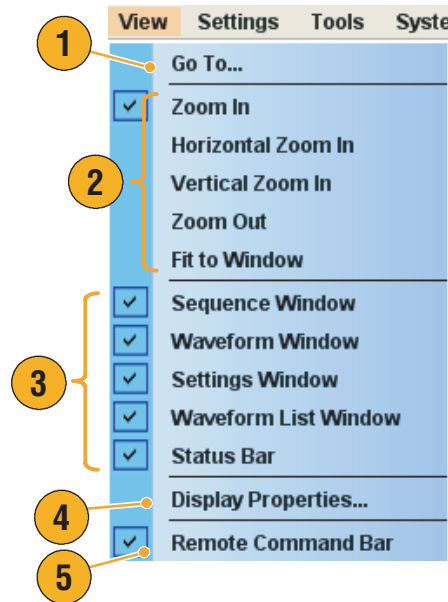 View Settings Tools Syste
1
Go To...
Zoom In
Horizontal Zoom In
2
Vertical Zoom In
Zoom Out
Fit to Window
Sequence Window
Waveform Window
3
Settings Window
Waveform List Window
Status Bar
4
Display Properties...
Remote Command Bar
5